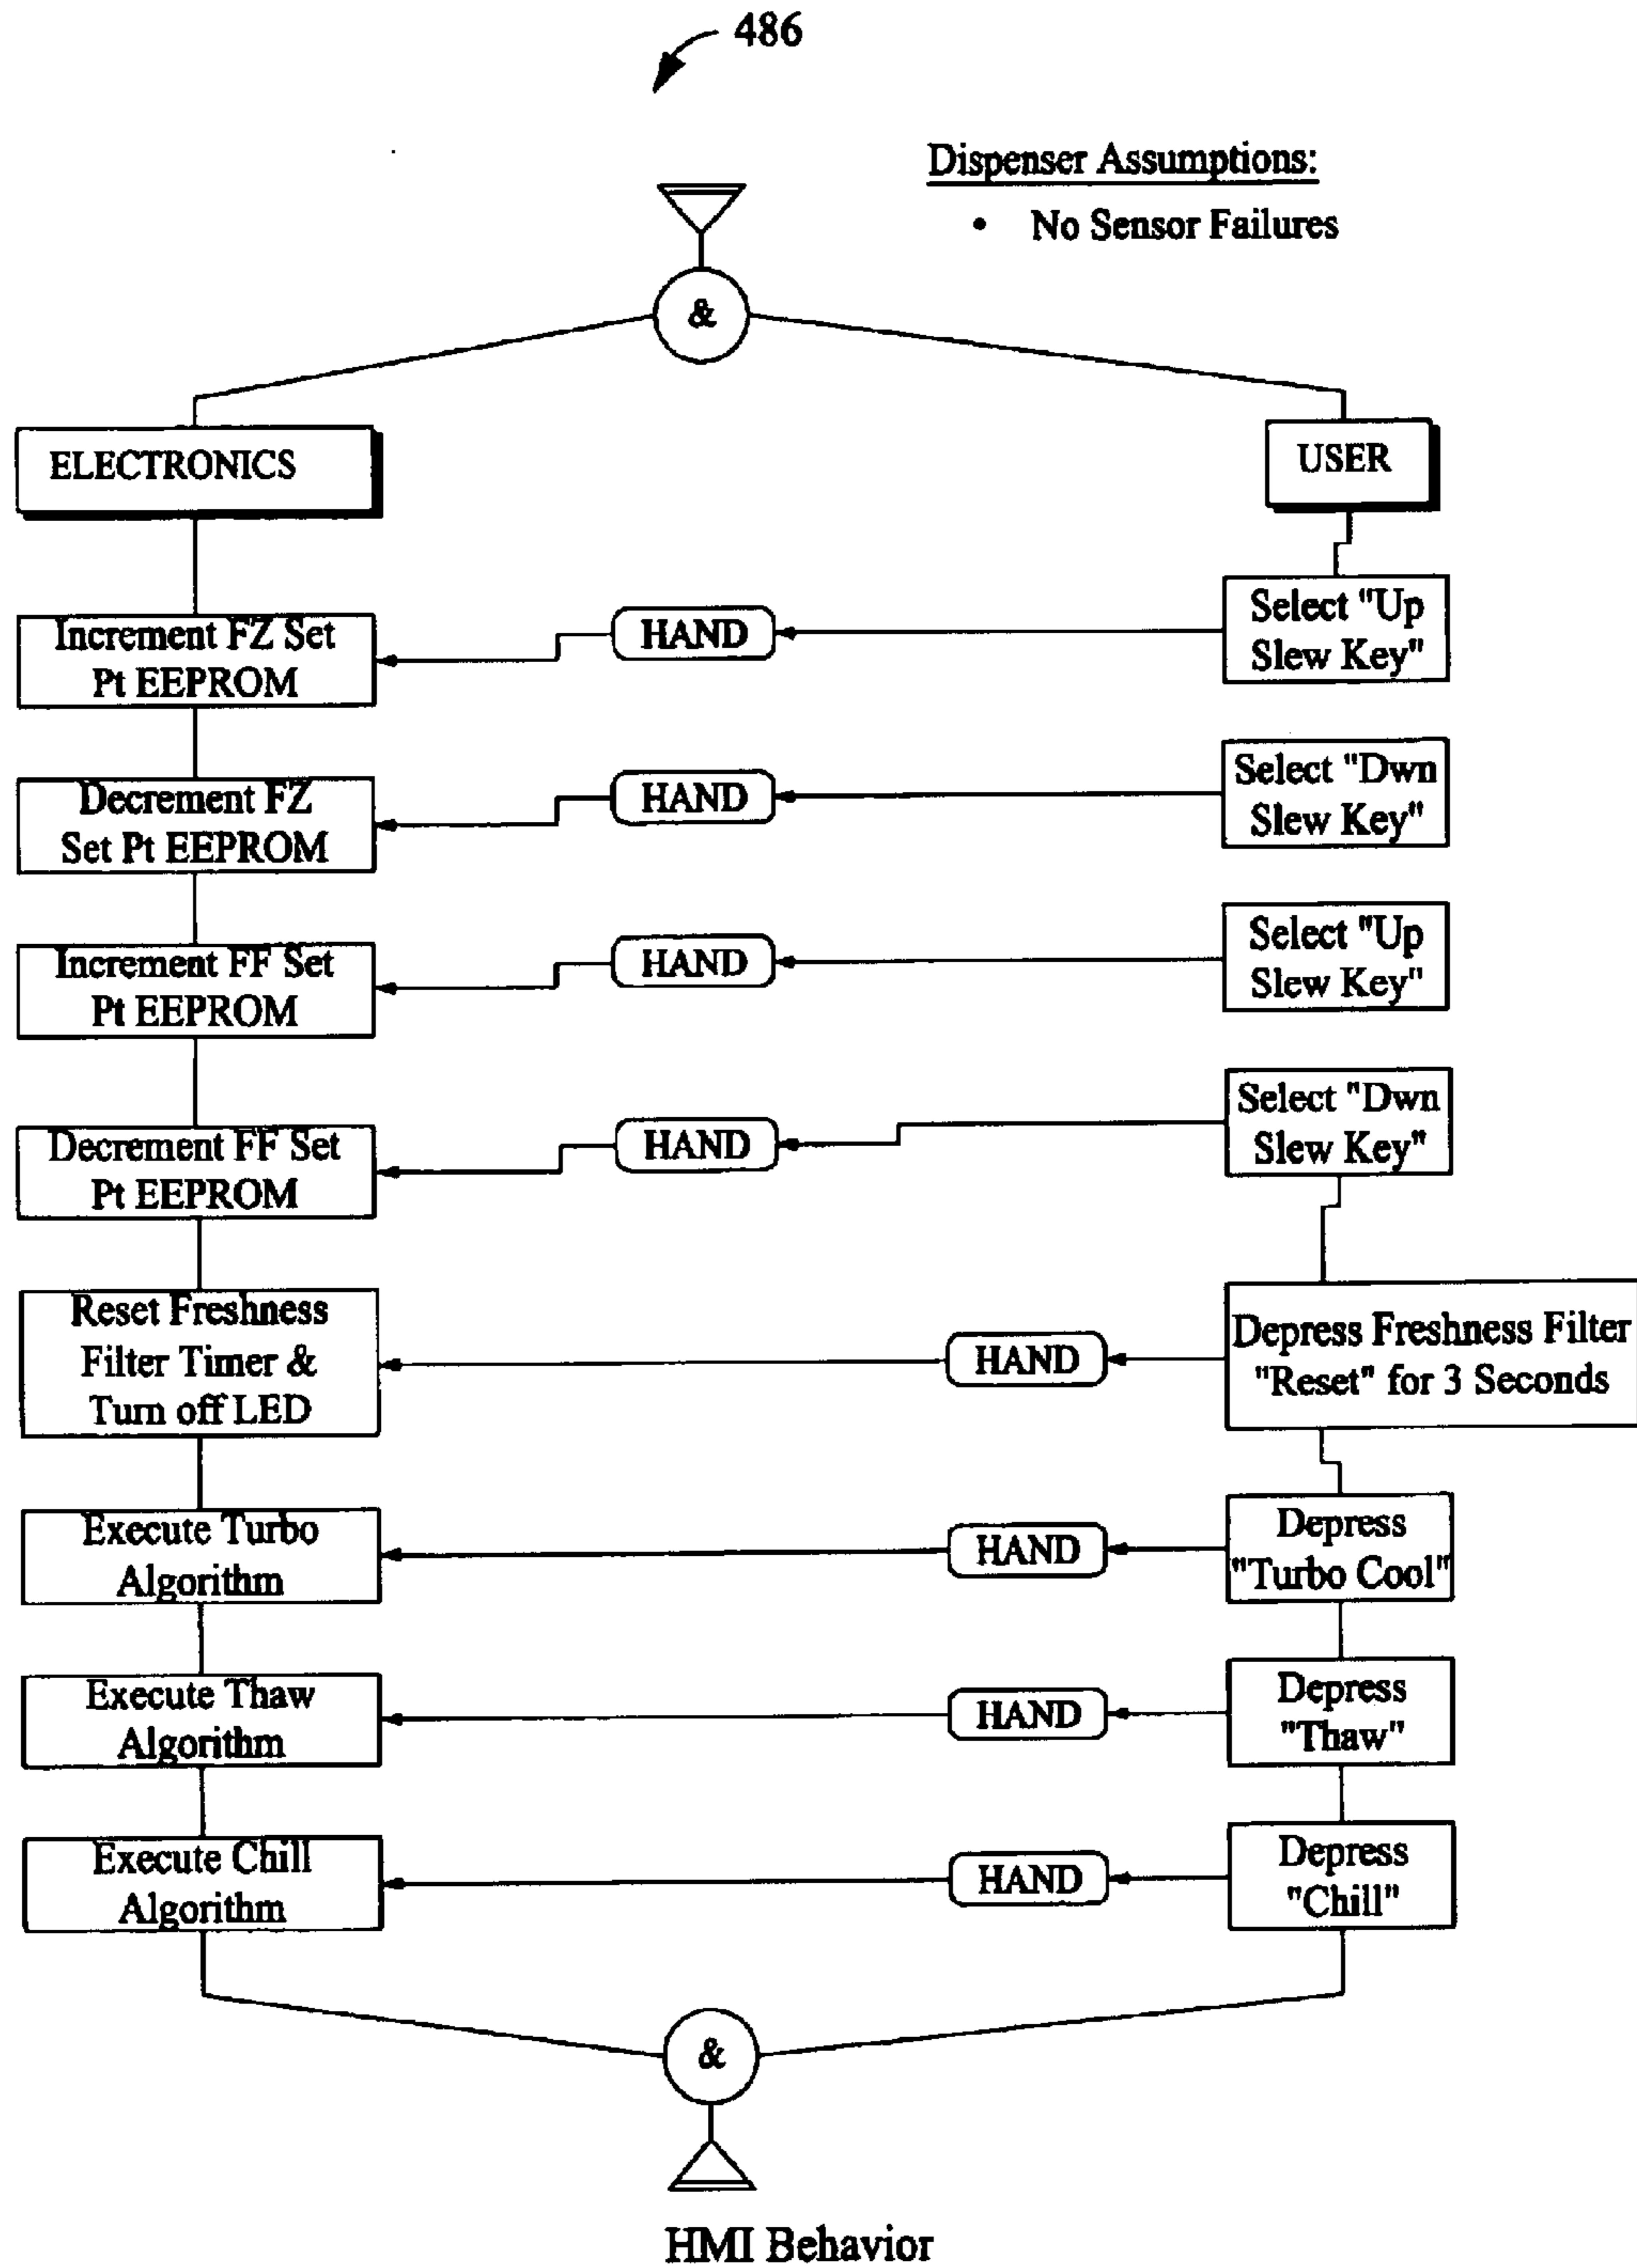 486
Dispenser Assumptions:
• No Sensor Failures
&
ELECTRONICS
USER
Increment FZ Set
Pt EEPROM
HAND
Select "Up
Slew Key"
Decrement FZ
Set Pt EEPROM
HAND
Select "Dwn
Slew Key"
Increment FF Set
Pt EEPROM
HAND
Select "Up
Slew Key"
Decrement FF Set
Pt EEPROM
HAND
Select "Dwn
Slew Key"
Reset Freshness
Filter Timer &
Turn off LED
HAND
Depress Freshness Filter
"Reset" for 3 Seconds
Execute Turbo
Algorithm
HAND
Depress
"Turbo Cool"
Execute Thaw
Algorithm
HAND
Depress
"Thaw"
Execute Chill
Algorithm
HAND
Depress
"Chill"
&
HMI Behavior